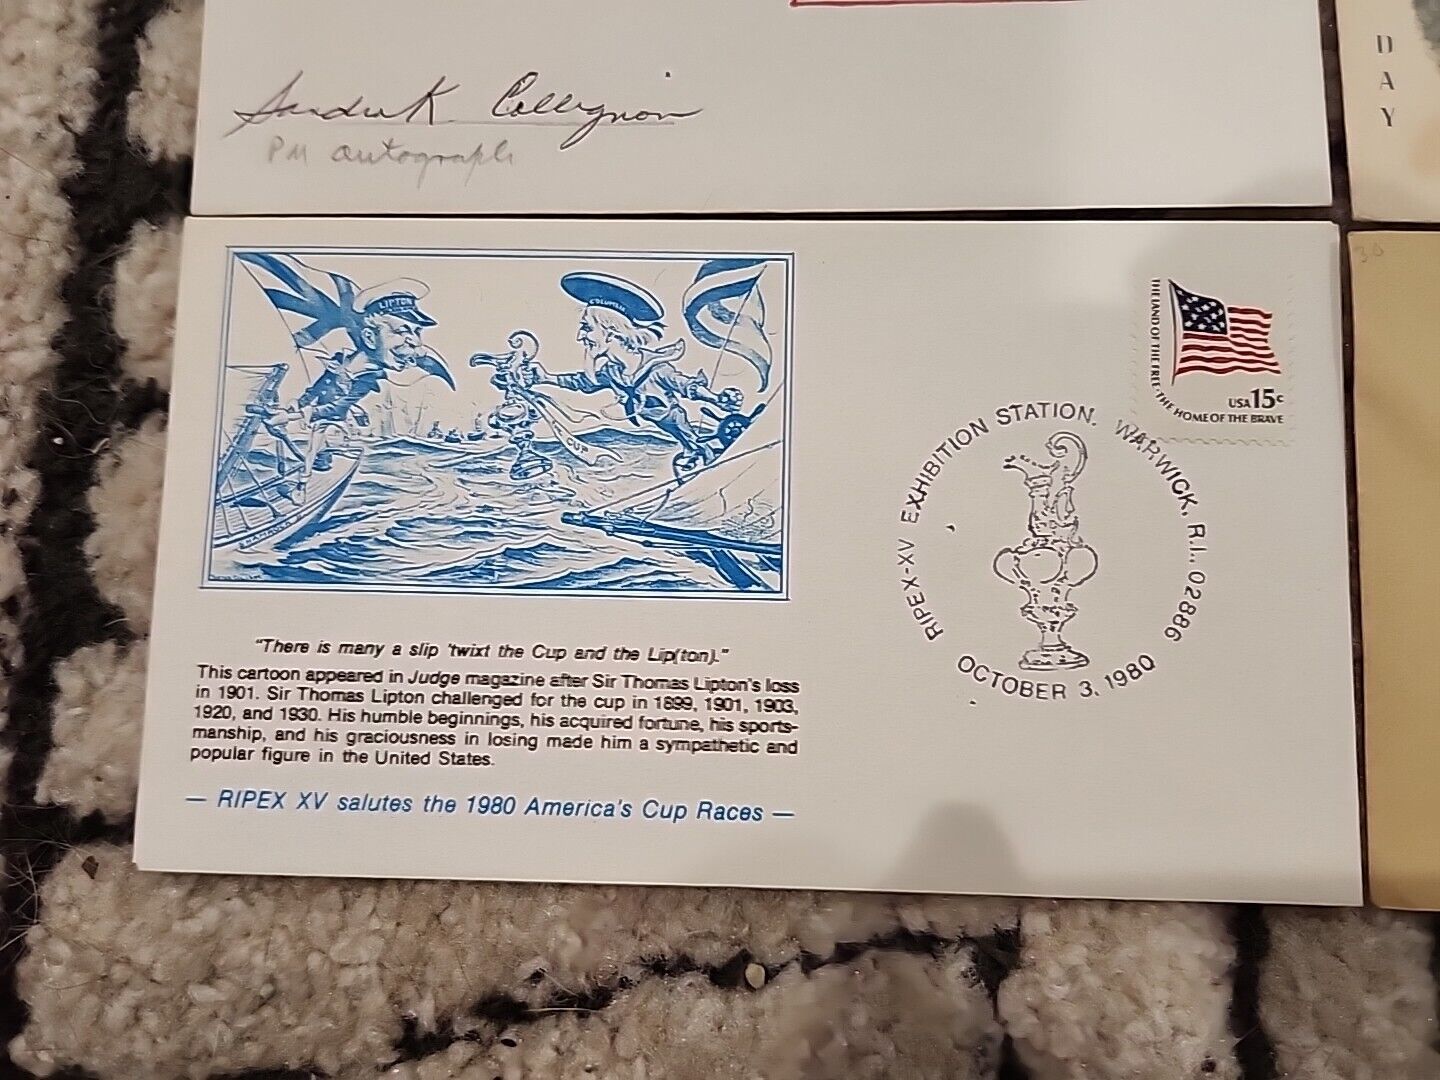 Sandra K Collignon
PM autograph
D
A
Y
30
LIPTON
COLUMBIA
CUP
SHAMROCK
THE LAND OF THE FREE · THE HOME OF THE BRAVE
USA 15c
RIPEX-XV EXHIBITION STATION. WARWICK, R.I., 02886
OCTOBER 3, 1980
"There is many a slip 'twixt the Cup and the Lip(ton)."
This cartoon appeared in Judge magazine after Sir Thomas Lipton's loss
in 1901. Sir Thomas Lipton challenged for the cup in 1899, 1901, 1903,
1920, and 1930. His humble beginnings, his acquired fortune, his sports-
manship, and his graciousness in losing made him a sympathetic and
popular figure in the United States.
— RIPEX XV salutes the 1980 America's Cup Races —